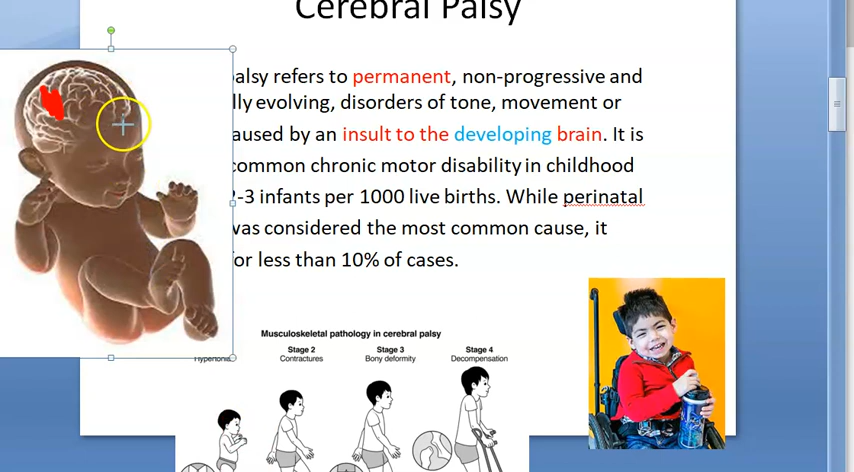 Cerebral Palsy
palsy refers to permanent, non-progressive and
lly evolving, disorders of tone, movement or
aused by an insult to the developing brain. It is
common chronic motor disability in childhood
2-3 infants per 1000 live births. While perinatal
was considered the most common cause, it
for less than 10% of cases.
Musculoskeletal pathology in cerebral palsy
Stage 2 Stage 3 Stage 4
Hypertonia Contractures Bony deformity Decompensation